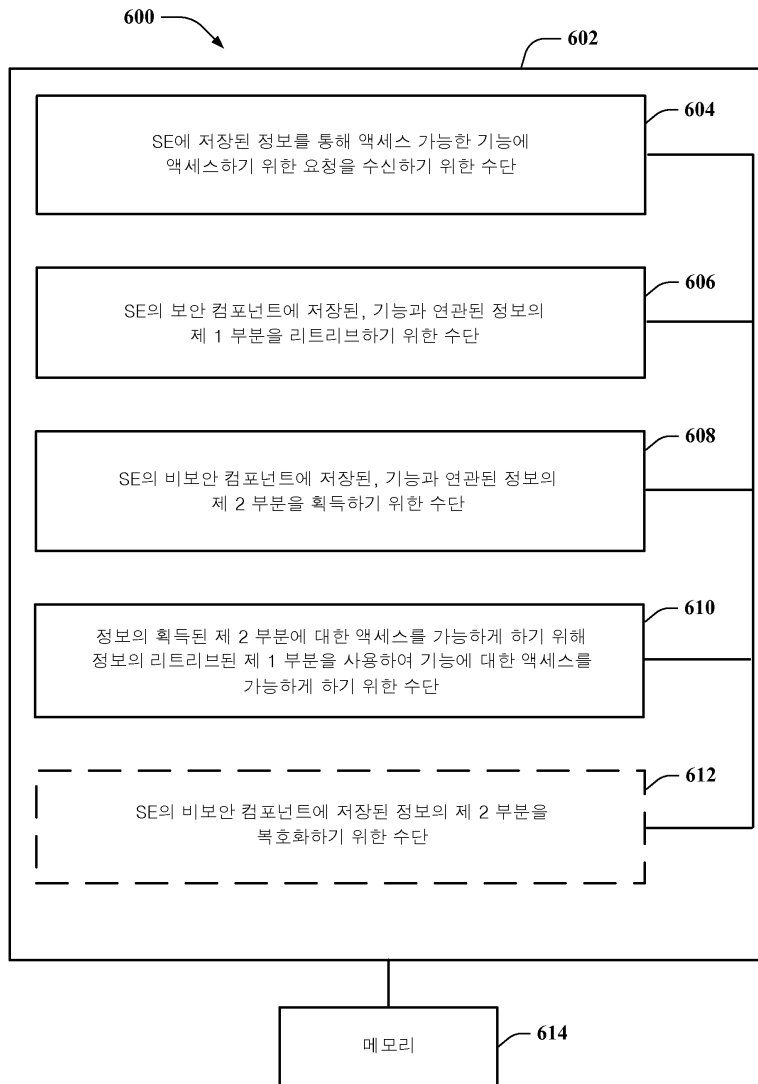 600
602
604
SE에 저장된 정보를 통해 액세스 가능한 기능에
액세스하기 위한 요청을 수신하기 위한 수단
606
SE의 보안 컴포넌트에 저장된, 기능과 연관된 정보의
제 1 부분을 리트리브하기 위한 수단
608
SE의 비보안 컴포넌트에 저장된, 기능과 연관된 정보의
제 2 부분을 획득하기 위한 수단
610
정보의 획득된 제 2 부분에 대한 액세스를 가능하게 하기 위해
정보의 리트리브된 제 1 부분을 사용하여 기능에 대한 액세스를
가능하게 하기 위한 수단
612
SE의 비보안 컴포넌트에 저장된 정보의 제 2 부분을
복호화하기 위한 수단
메모리
614